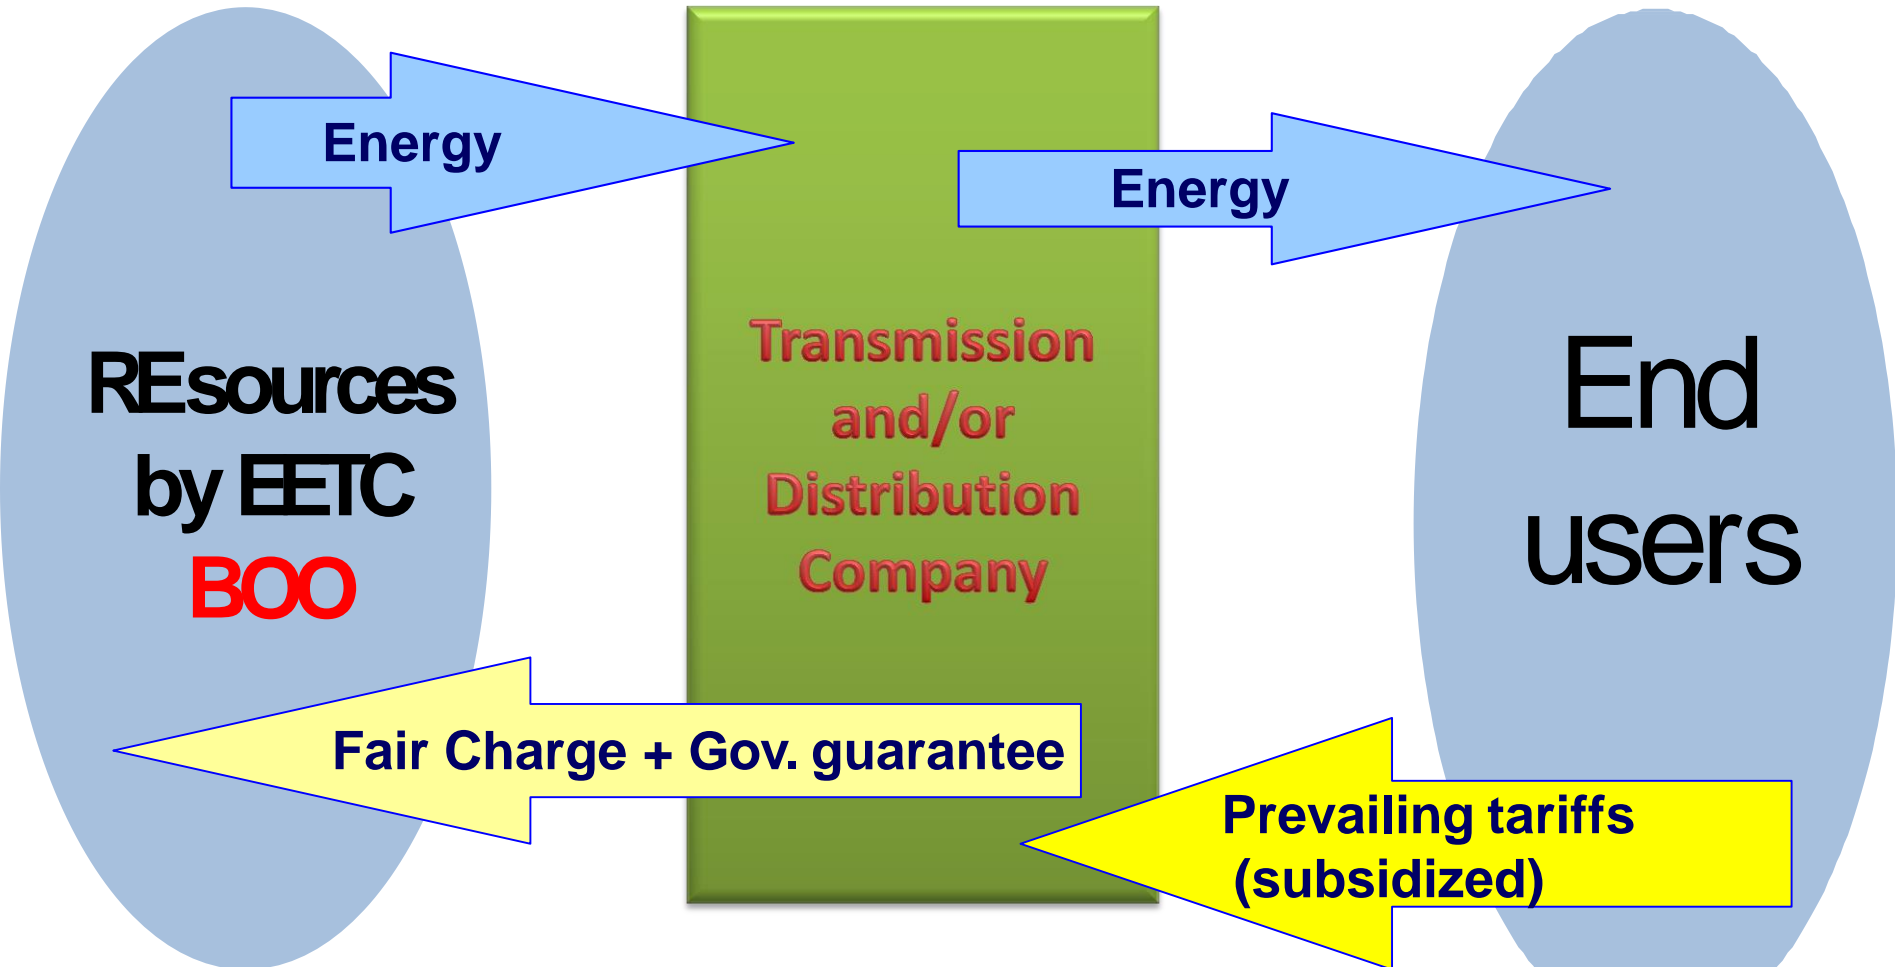 Energy
Energy
REsources
by EETC
BOO
Transmission
and/or
Distribution
Company
End
users
Fair Charge + Gov. guarantee
Prevailing tariffs
(subsidized)